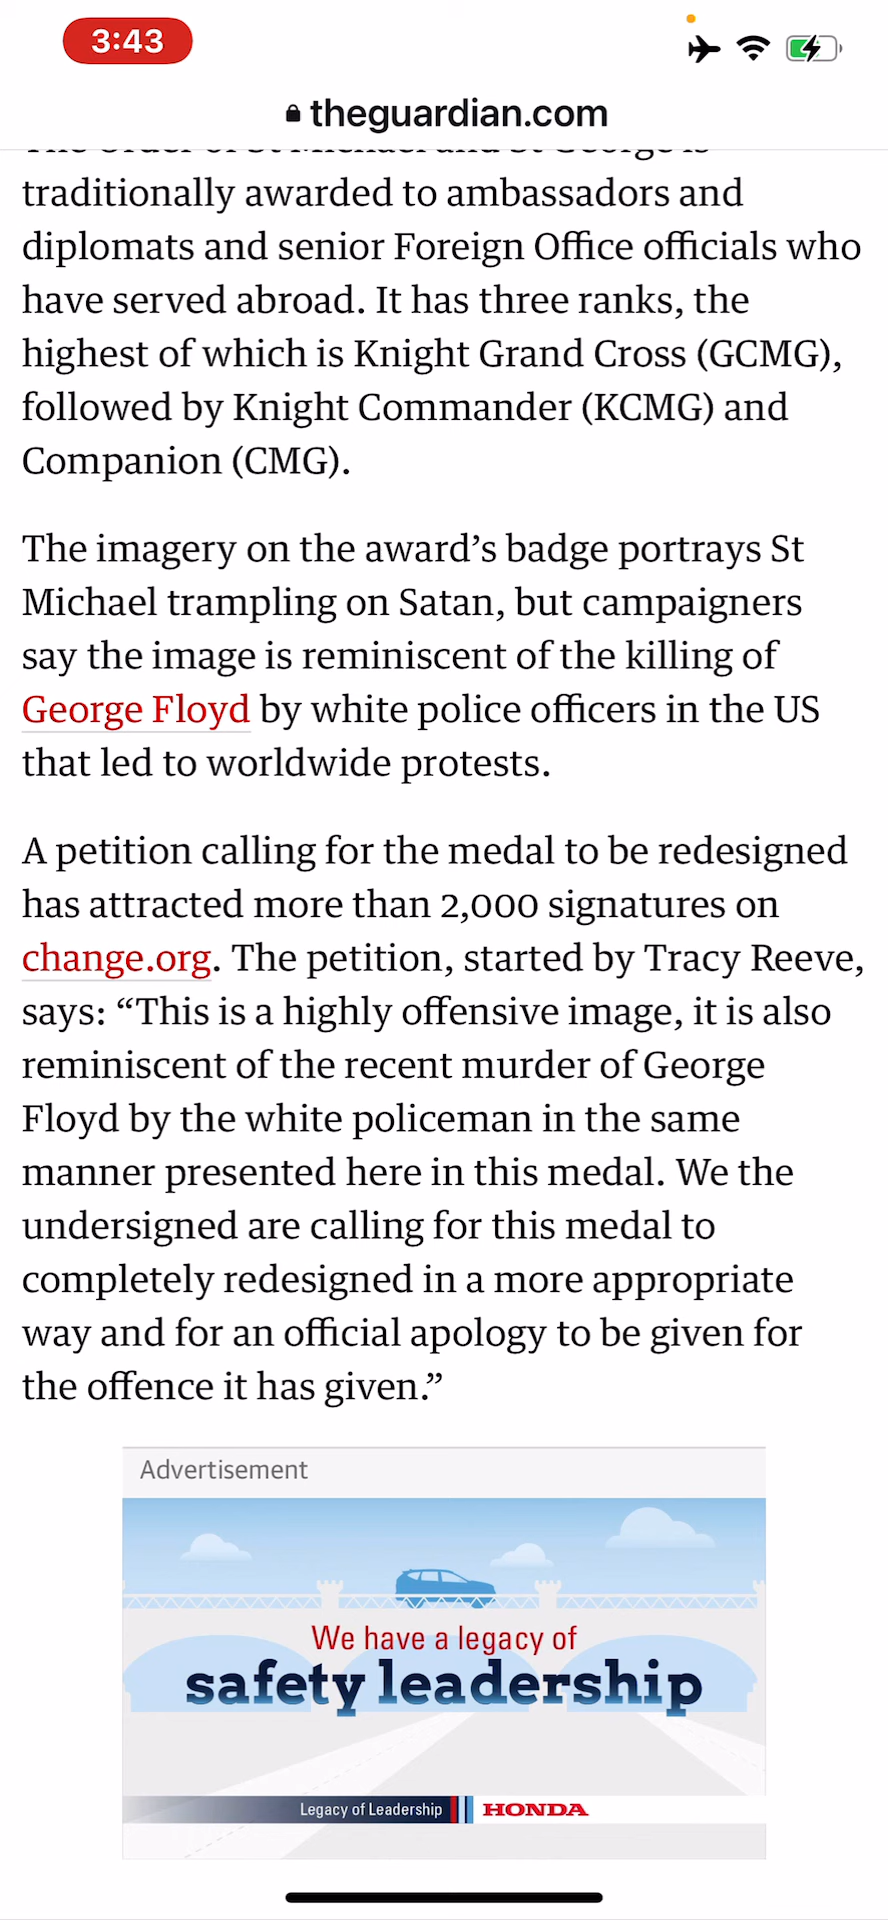 3:43
theguardian.com
The Order of St Michael and St George is
traditionally awarded to ambassadors and
diplomats and senior Foreign Office officials who
have served abroad. It has three ranks, the
highest of which is Knight Grand Cross (GCMG),
followed by Knight Commander (KCMG) and
Companion (CMG).
The imagery on the award’s badge portrays St
Michael trampling on Satan, but campaigners
say the image is reminiscent of the killing of
George Floyd by white police officers in the US
that led to worldwide protests.
A petition calling for the medal to be redesigned
has attracted more than 2,000 signatures on
change.org. The petition, started by Tracy Reeve,
says: “This is a highly offensive image, it is also
reminiscent of the recent murder of George
Floyd by the white policeman in the same
manner presented here in this medal. We the
undersigned are calling for this medal to
completely redesigned in a more appropriate
way and for an official apology to be given for
the offence it has given.”
Advertisement
We have a legacy of
safety leadership
Legacy of Leadership HONDA